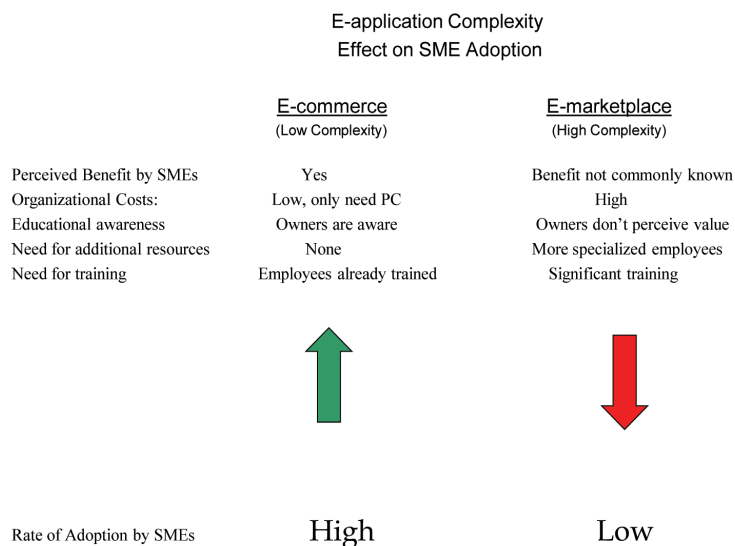 E-application Complexity
Effect on SME Adoption
E-commerce E-marketplace
(Low Complexity) (High Complexity)
Perceived Benefit by SMEs Yes Benefit not commonly known
Organizational Costs: Low, only need PC High
Educational awareness Owners are aware Owners don’t perceive value
Need for additional resources None More specialized employees
Need for training Employees already trained Significant training
Rate of Adoption by SMEs High Low